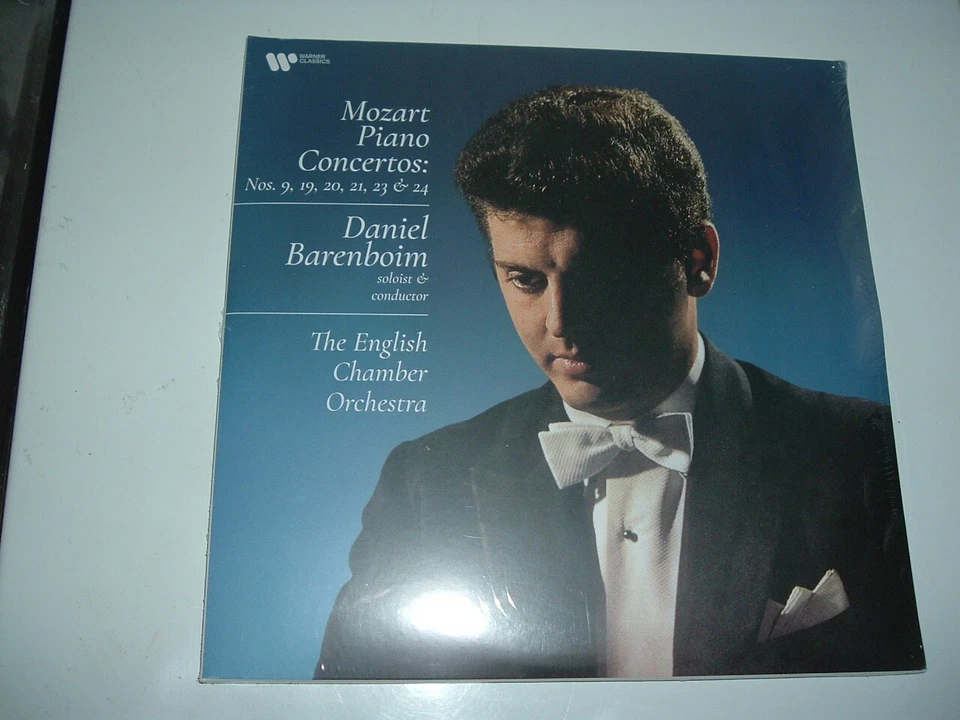 WARNER
CLASSICS
Mozart
Piano
Concertos:
Nos. 9, 19, 20, 21, 23 & 24
Daniel
Barenboim
soloist &
conductor
The English
Chamber
Orchestra